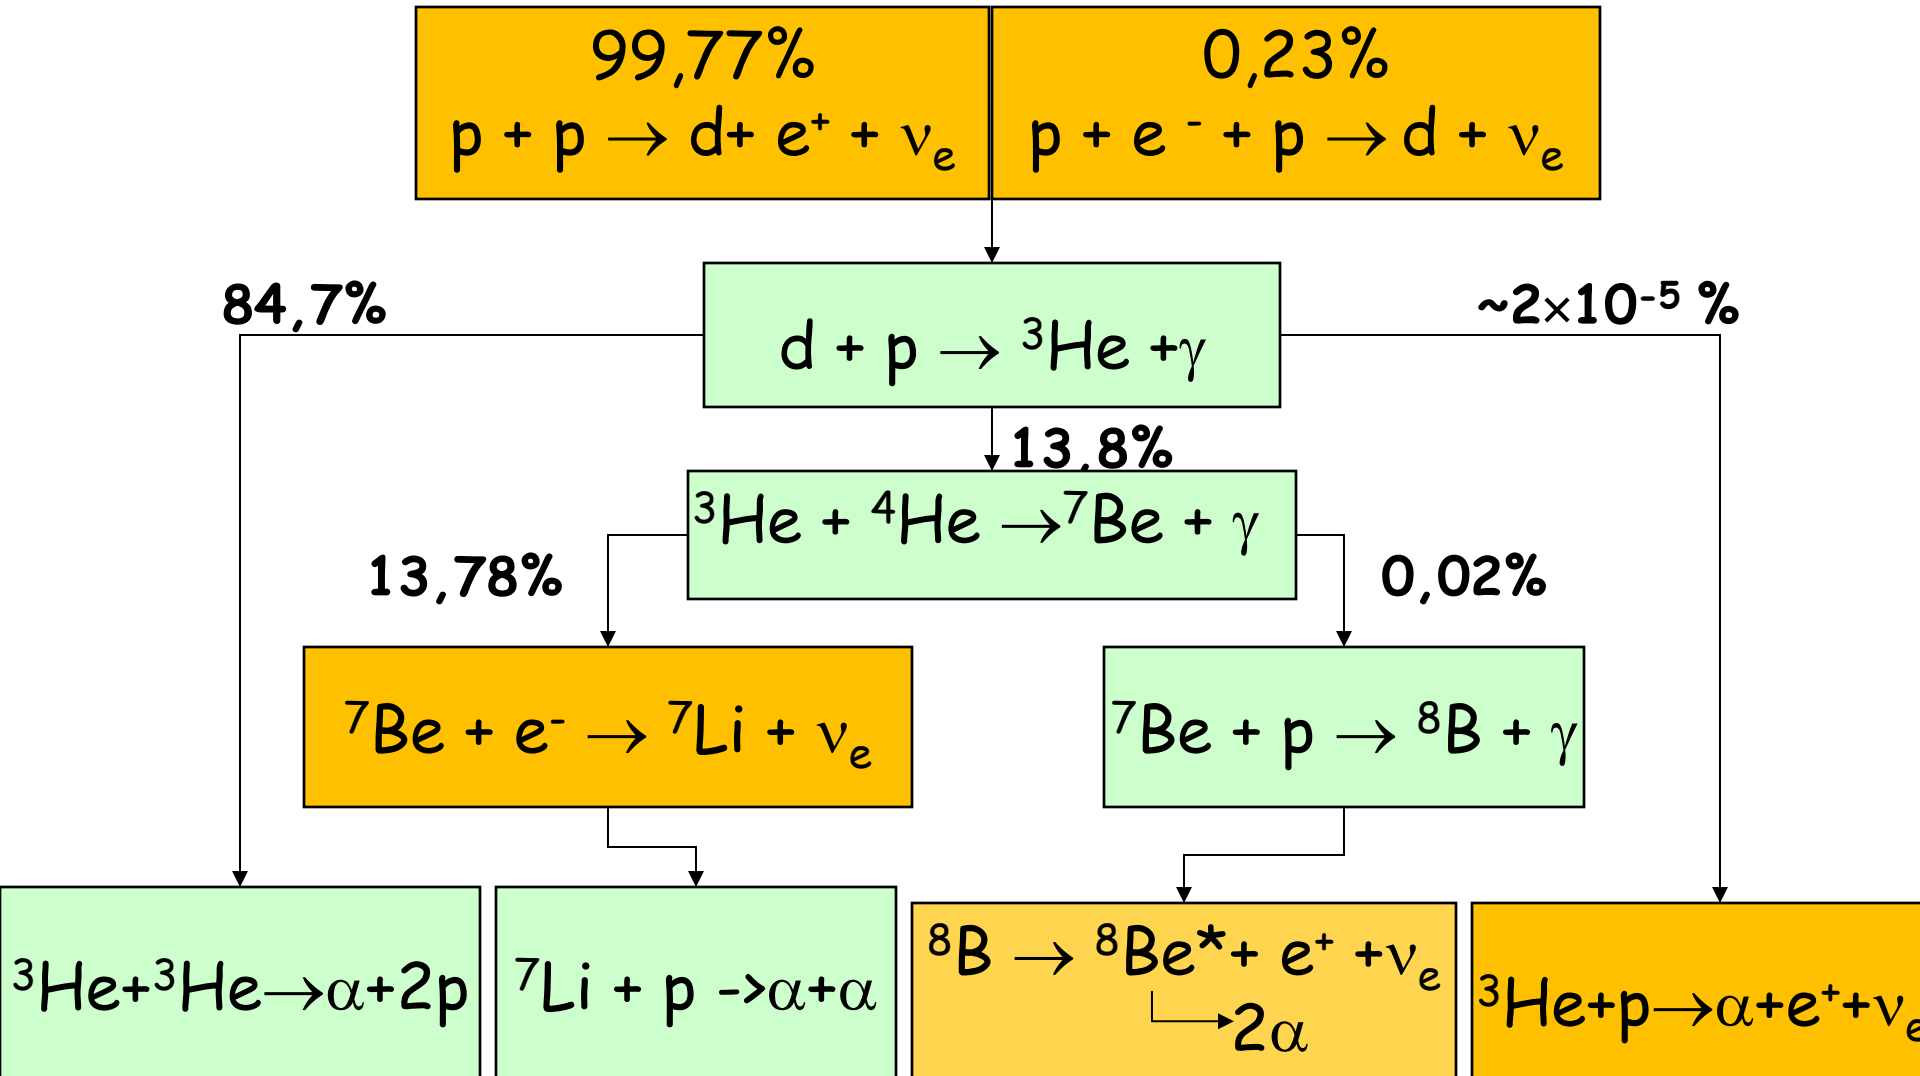 99,77%
p + p → d+ e⁺ + νₑ
0,23%
p + e ⁻ + p → d + νₑ
84,7%
~2×10⁻⁵ %
d + p → ³He +γ
13,8%
³He + ⁴He →⁷Be + γ
13,78%
0,02%
⁷Be + e⁻ → ⁷Li + νₑ
⁷Be + p → ⁸B + γ
³He+³He→α+2p
⁷Li + p ->α+α
⁸B → ⁸Be*+ e⁺ +νₑ
2α
³He+p→α+e⁺+νₑ